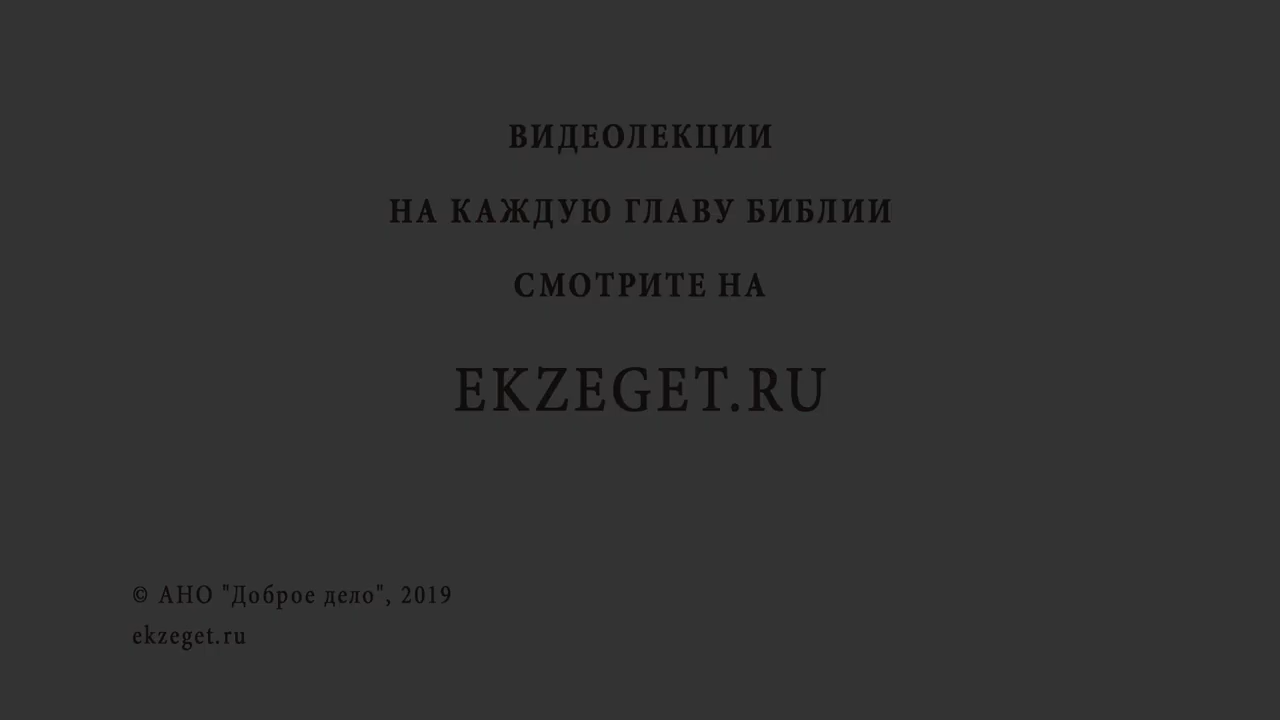 ВИДЕОЛЕКЦИИ
НА КАЖДУЮ ГЛАВУ БИБЛИИ
СМОТРИТЕ НА
EKZEGET.RU
© АНО "Доброе дело", 2019
ekzeget.ru